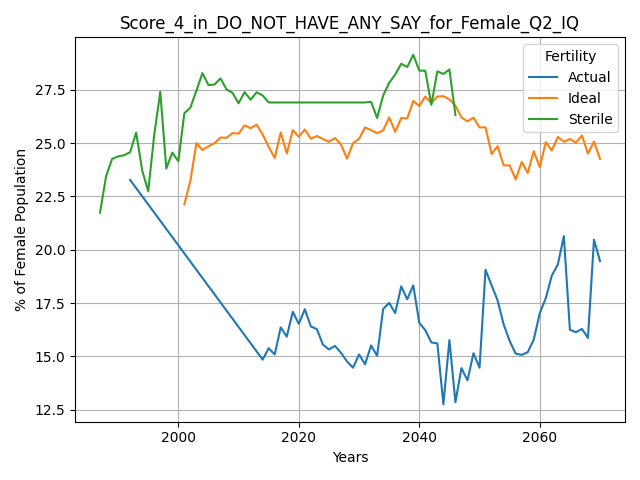 Score_4_in_DO_NOT_HAVE_ANY_SAY_for_Female_Q2_IQ
Fertility
Actual
Ideal
Sterile
% of Female Population
27.5
25.0
22.5
20.0
17.5
15.0
12.5
2000
2020
2040
2060
Years